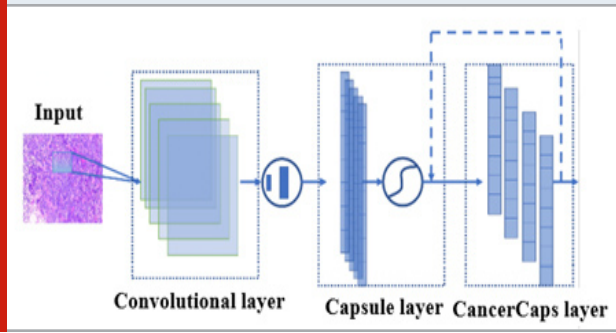 Input
Convolutional layer
Capsule layer
CancerCaps layer